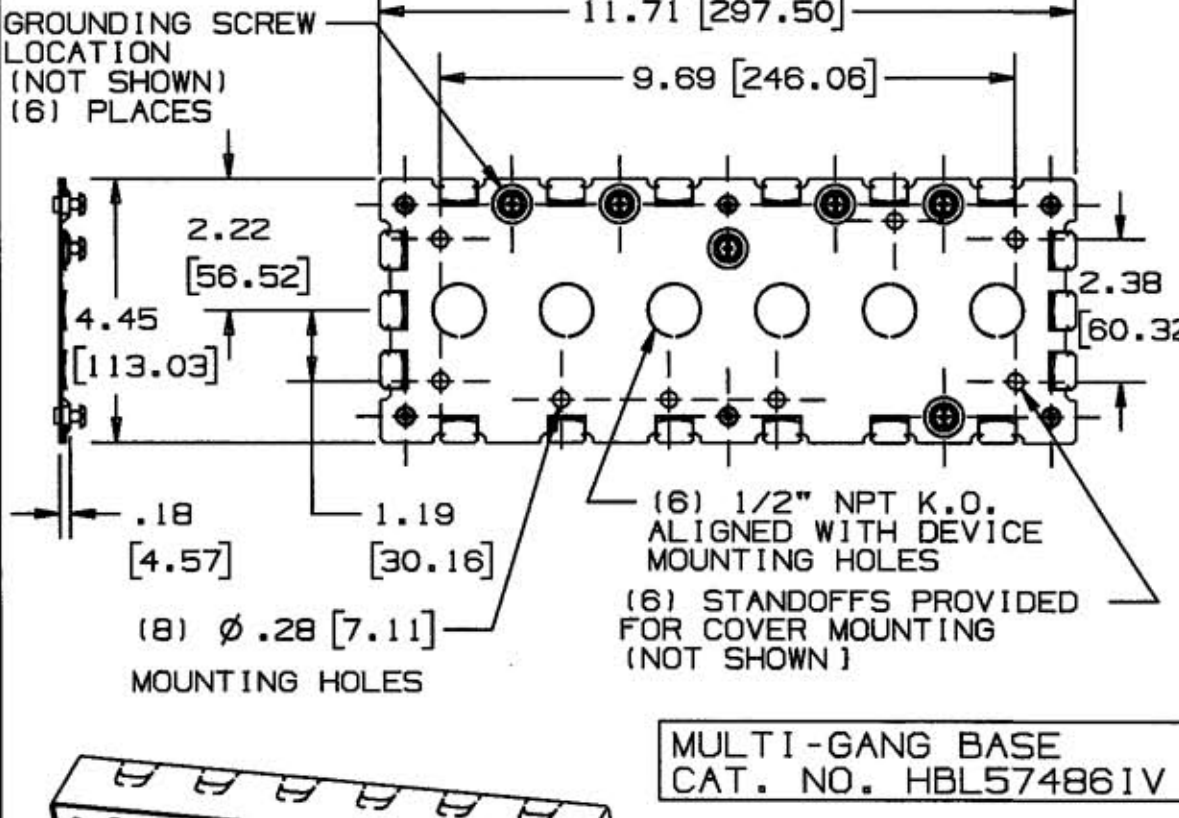 GROUNDING SCREW
LOCATION
(NOT SHOWN)
(6) PLACES
11.71 [297.50]
9.69 [246.06]
2.22
[56.52]
4.45
[113.03]
2.38
[60.32
.18
[4.57]
1.19
[30.16]
(6) 1/2" NPT K.O.
ALIGNED WITH DEVICE
MOUNTING HOLES
(8) Ø .28 [7.11]
MOUNTING HOLES
(6) STANDOFFS PROVIDED
FOR COVER MOUNTING
(NOT SHOWN)
MULTI-GANG BASE
CAT. NO. HBL57486IV